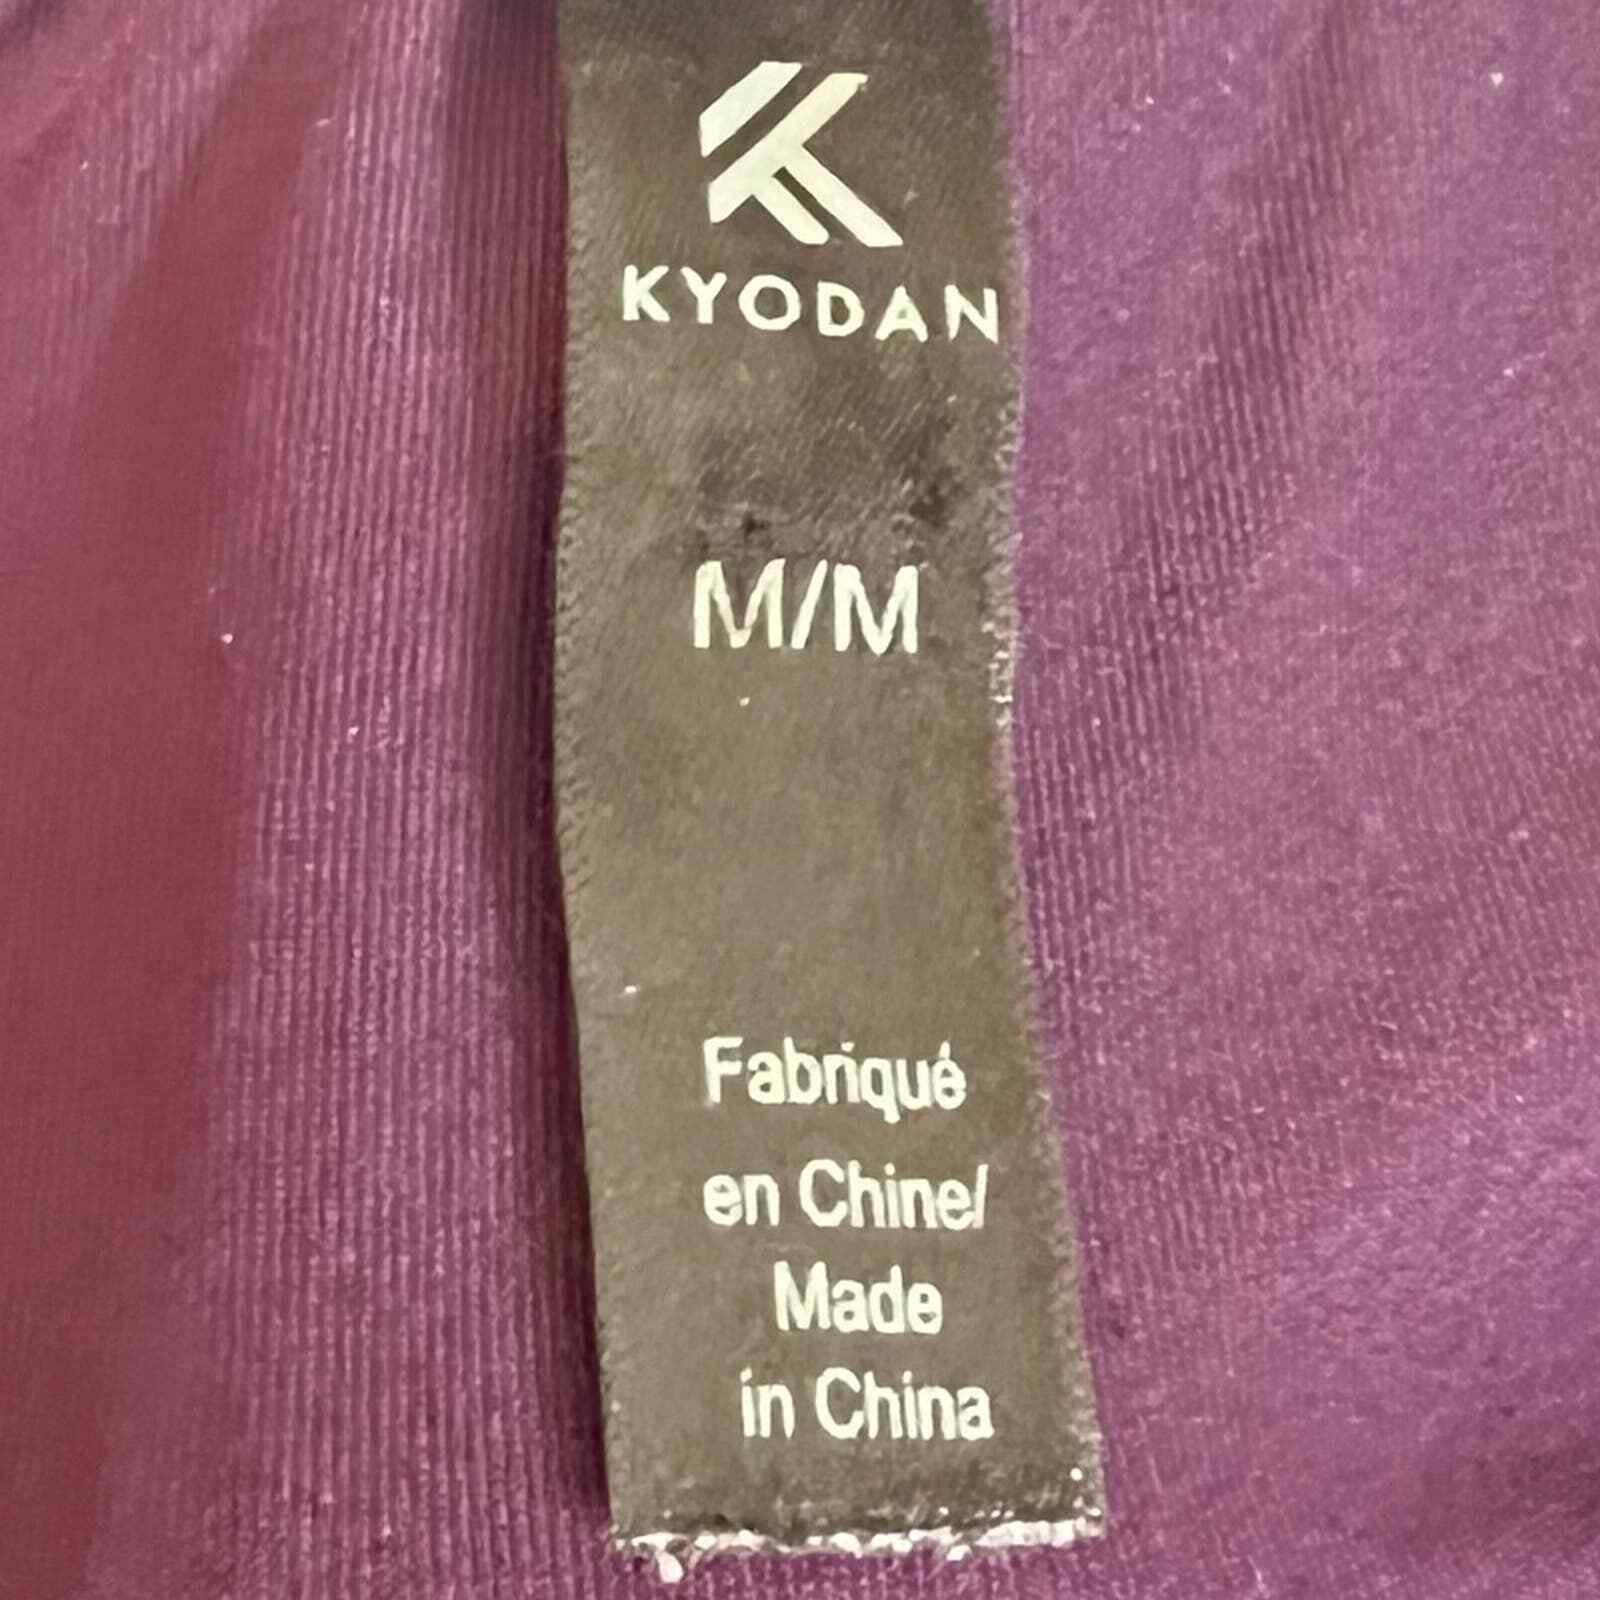 KYODAN
M/M
Fabriqué
en Chine/
Made
in China